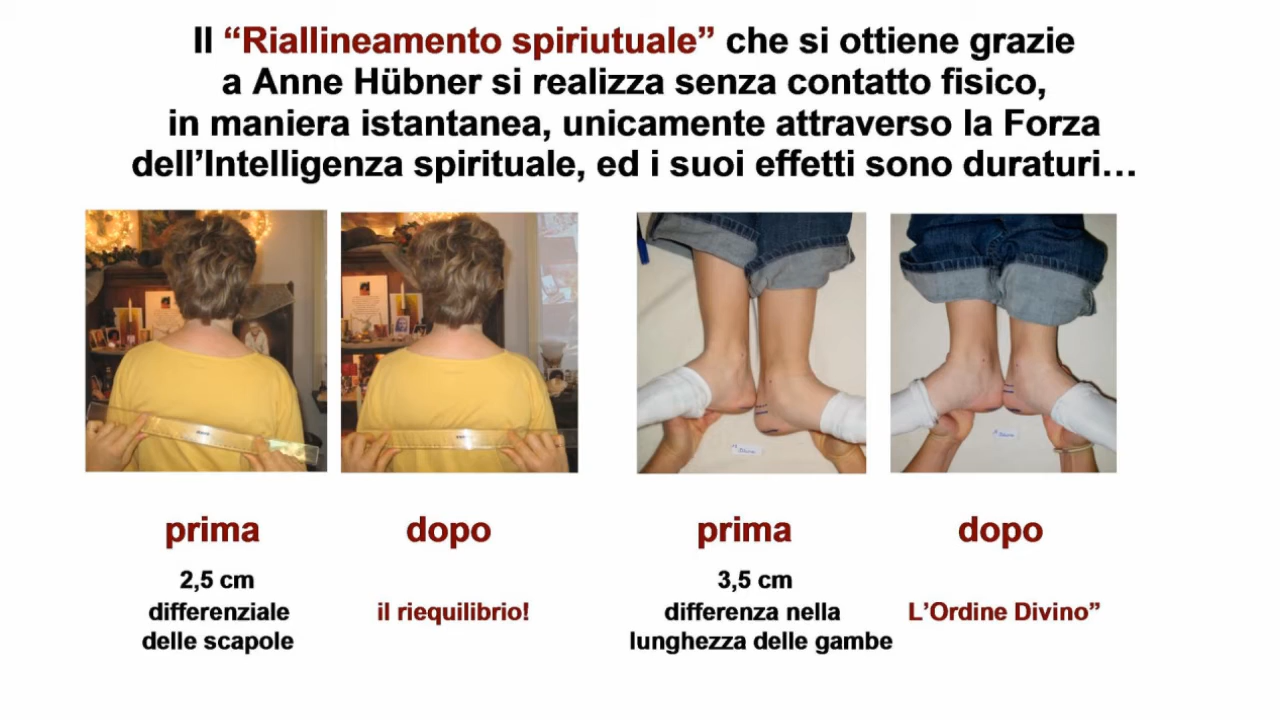 Il “Riallineamento spiriutuale” che si ottiene grazie
a Anne Hübner si realizza senza contatto fisico,
in maniera istantanea, unicamente attraverso la Forza
dell’Intelligenza spirituale, ed i suoi effetti sono duraturi…
prima
dopo
prima
dopo
2,5 cm
differenziale
delle scapole
il riequilibrio!
3,5 cm
differenza nella
lunghezza delle gambe
L’Ordine Divino”